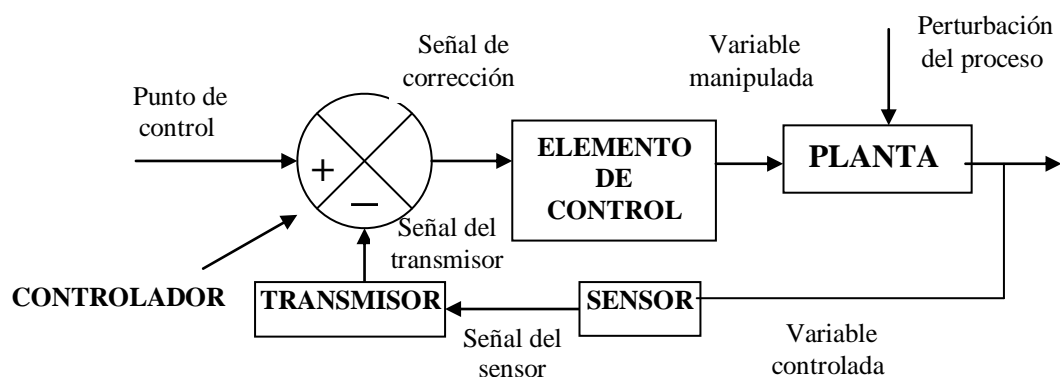 Perturbación
del proceso
Señal de
corrección
Variable
manipulada
Punto de
control
ELEMENTO
DE
CONTROL
PLANTA
+
–
Señal del
transmisor
CONTROLADOR
TRANSMISOR
SENSOR
Señal del
sensor
Variable
controlada